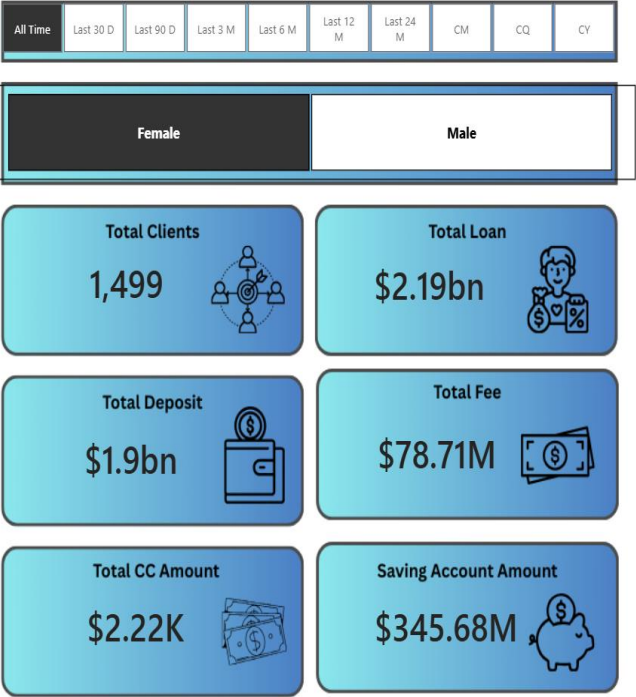 All Time Last 30 D Last 90 D Last 3 M Last 6 M Last 12 M Last 24 M CM CQ CY
Female Male
Total Clients
1,499
Total Loan
$2.19bn
$ %
Total Deposit
$1.9bn
$
Total Fee
$78.71M
$
Total CC Amount
$2.22K
$
Saving Account Amount
$345.68M
$